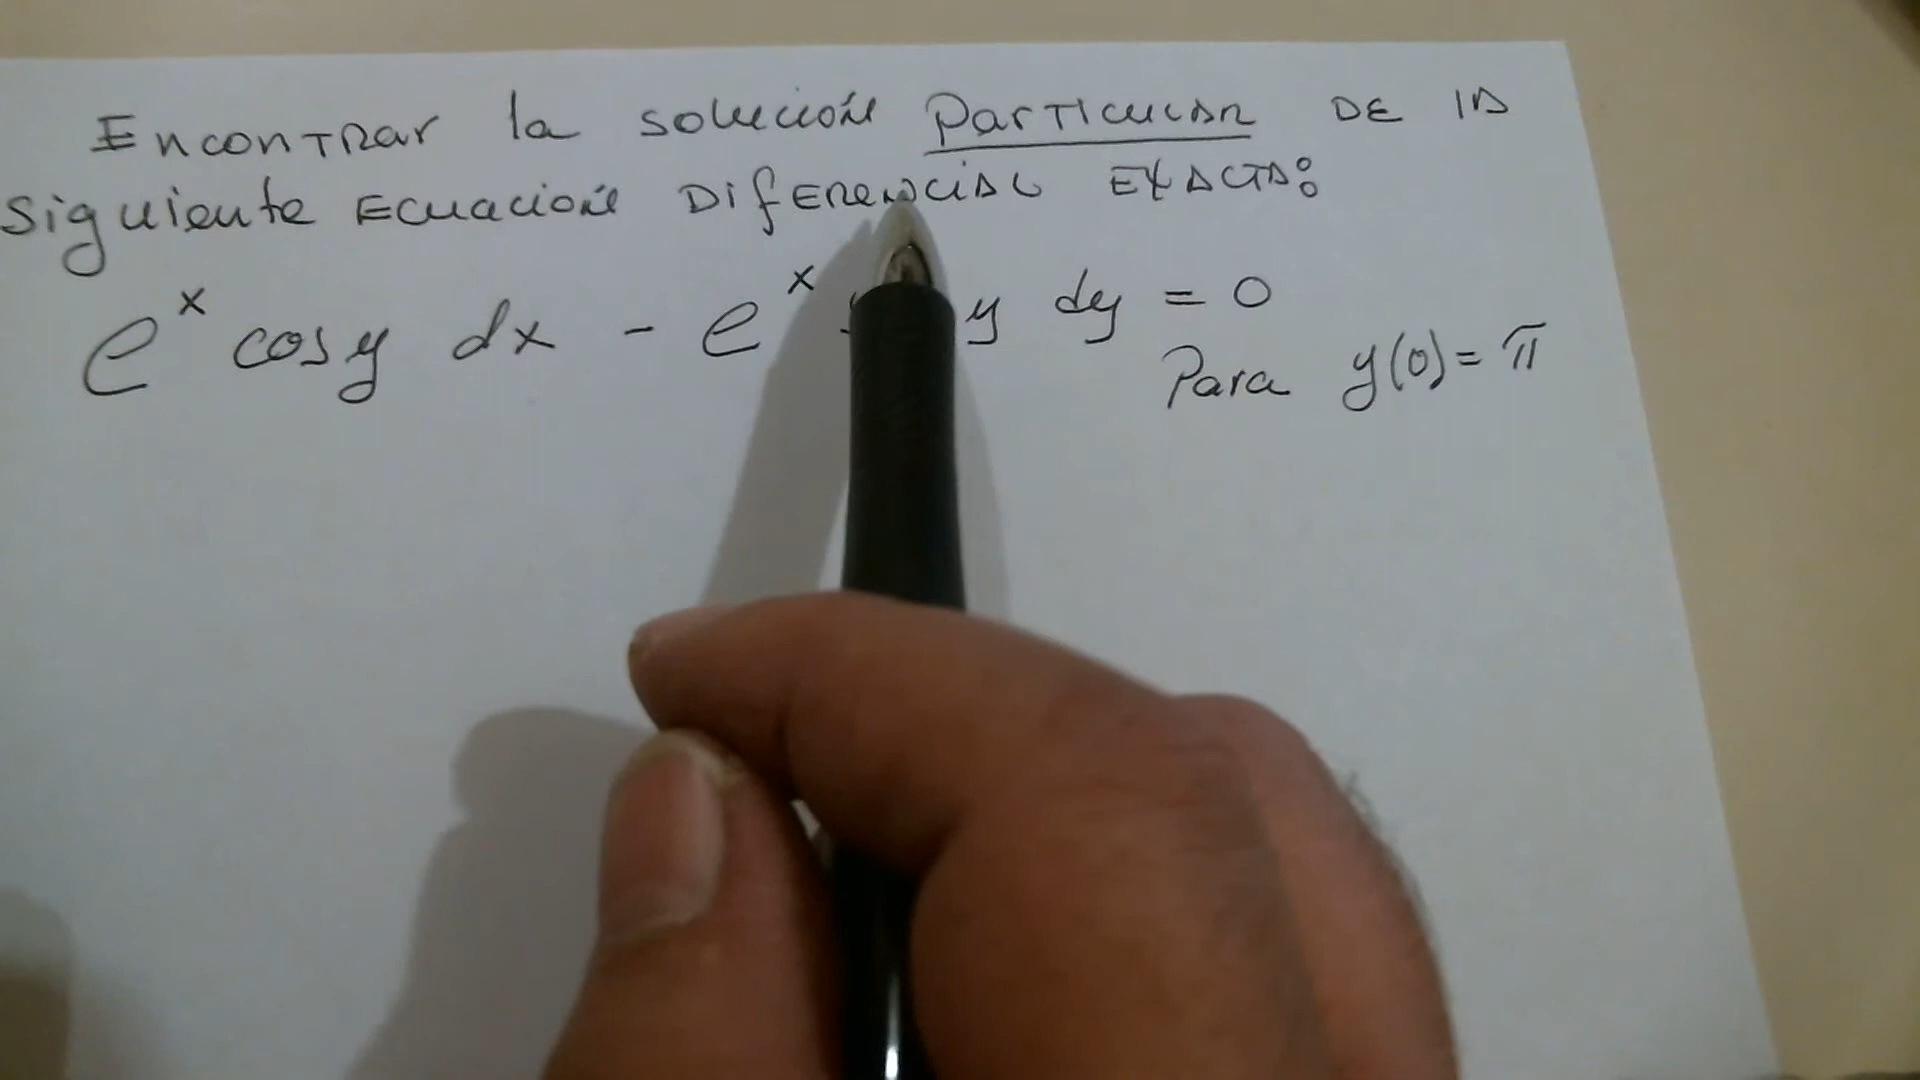 Encontrar la solución Particular DE la
Siguiente Ecuación Diferencial EXACTA:
e^x cos y dx - e^x y dy = 0
Para y(0) = π